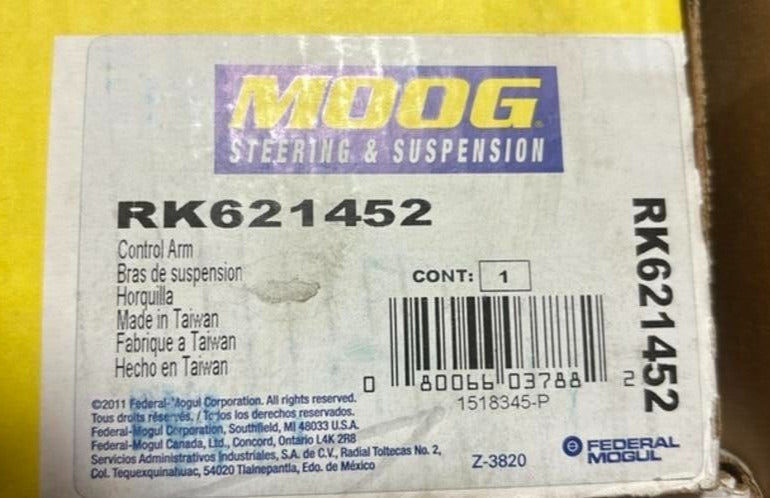 MOOG®
STEERING & SUSPENSION
RK621452
Control Arm
Bras de suspension
Horquilla
Made in Taiwan
Fabrique a Taiwan
Hecho en Taiwan
CONT: 1
0 80066 03788 2
1518345-P
RK621452
©2011 Federal-Mogul Corporation. All rights reserved.
Tous droits réservés. / Todos los derechos reservados.
Federal-Mogul Corporation, Southfield, MI 48033 U.S.A.
Federal-Mogul Canada, Ltd., Concord, Ontario L4K 2R8
Servicios Administrativos Industriales, S.A. de C.V., Radial Toltecas No. 2,
Col. Tequexquinahuac, 54020 Tlalnepantla, Edo. de México
Z-3820
FEDERAL
MOGUL